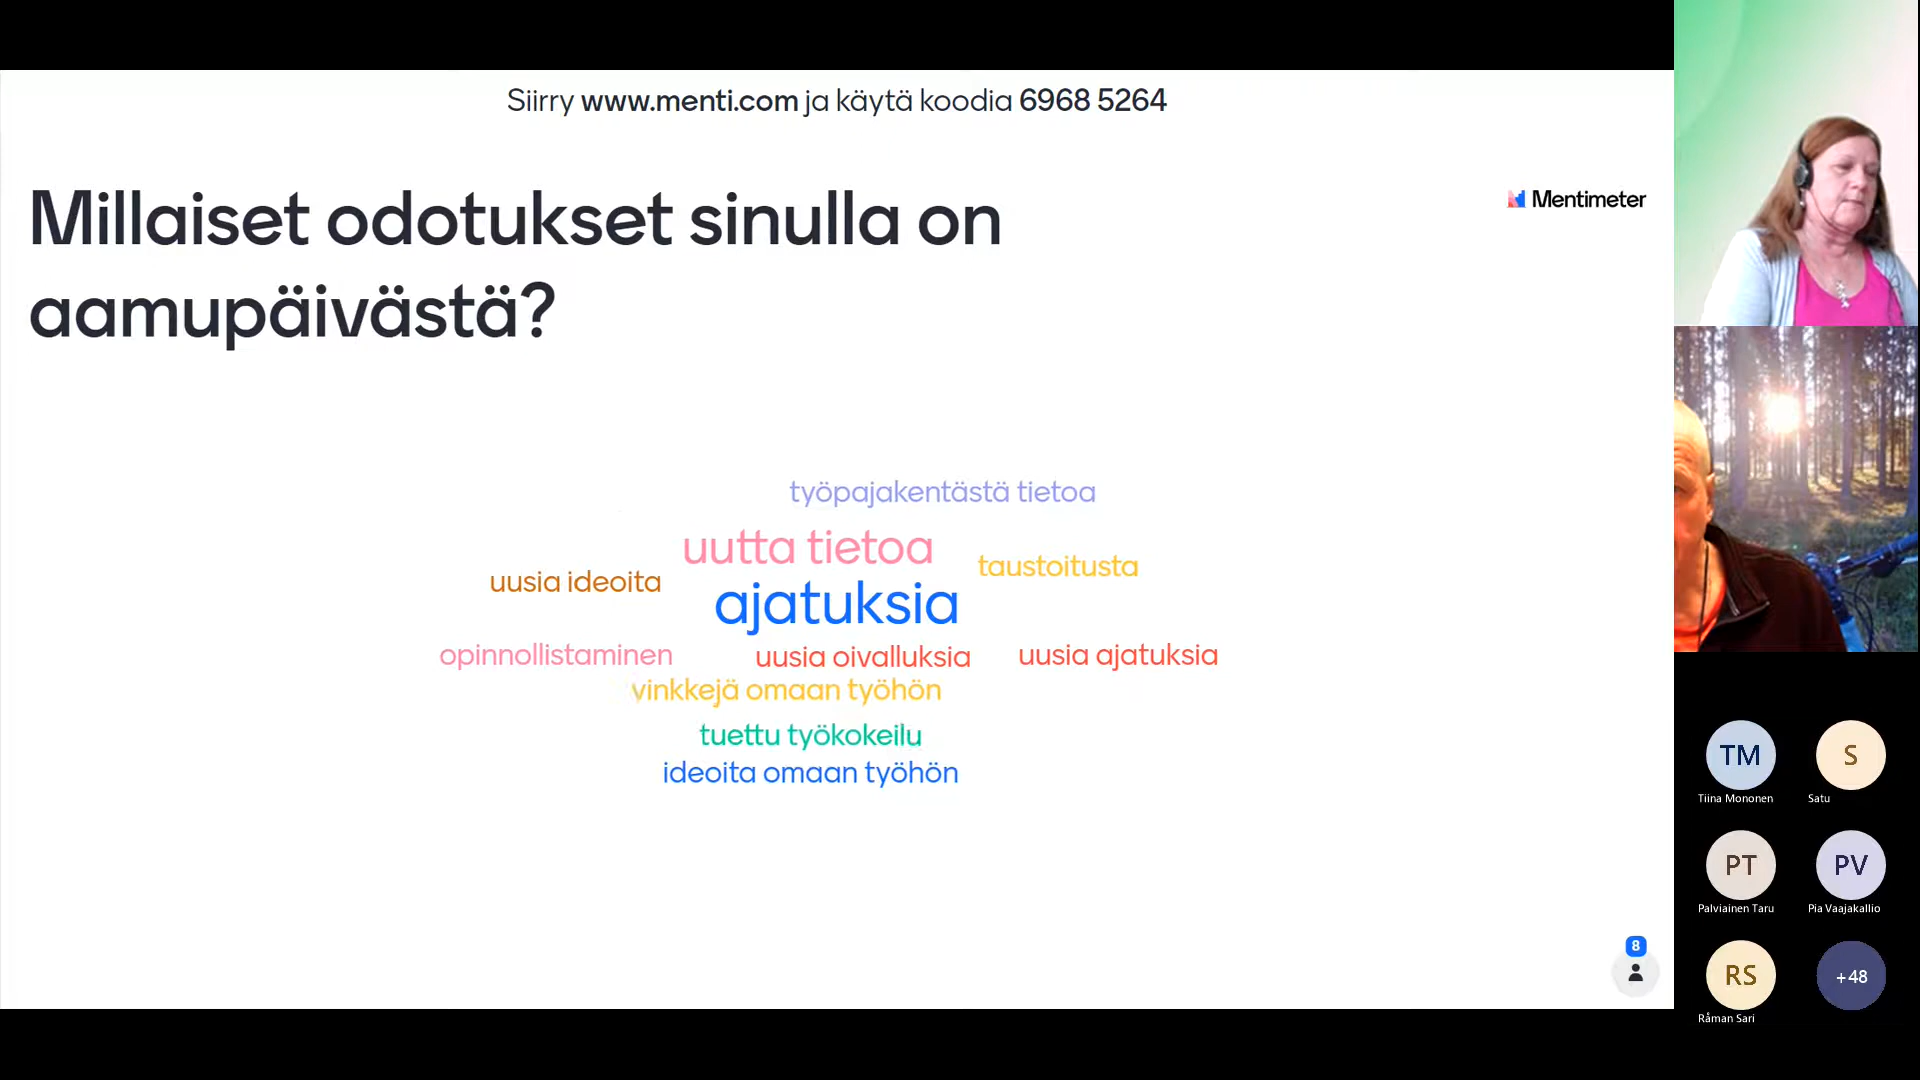 Siirry www.menti.com ja käytä koodia 6968 5264
Millaiset odotukset sinulla on
aamupäivästä?
Mentimeter
työpajakentästä tietoa
uutta tietoa
taustoitusta
uusia ideoita
ajatuksia
opinnollistaminen
uusia oivalluksia
uusia ajatuksia
vinkkejä omaan työhön
tuettu työkokeilu
ideoita omaan työhön
8
TM
S
Tiina Mononen
Satu
PT
PV
Palviainen Taru
Pia Vaajakallio
RS
+48
Råman Sari